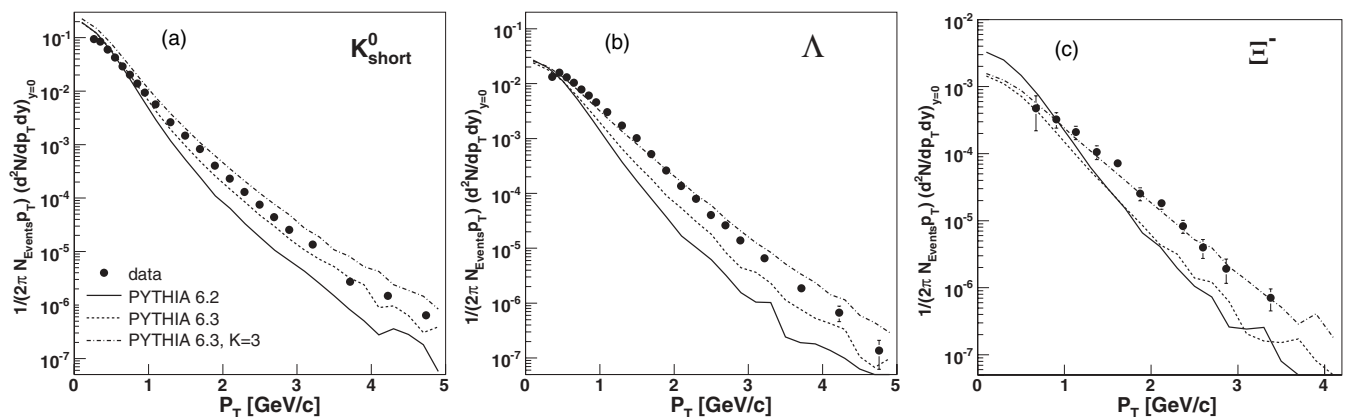 1/(2π N_Events p_T) (d²N/dp_T dy)_y=0
10⁻¹
10⁻²
10⁻³
10⁻⁴
10⁻⁵
10⁻⁶
10⁻⁷
(a)
K⁰_short
data
PYTHIA 6.2
PYTHIA 6.3
PYTHIA 6.3, K=3
0 1 2 3 4 5
P_T [GeV/c]
1/(2π N_Events p_T) (d²N/dp_T dy)_y=0
10⁻¹
10⁻²
10⁻³
10⁻⁴
10⁻⁵
10⁻⁶
10⁻⁷
(b)
Λ
0 1 2 3 4 5
P_T [GeV/c]
1/(2π N_Events p_T) (d²N/dp_T dy)_y=0
10⁻²
10⁻³
10⁻⁴
10⁻⁵
10⁻⁶
10⁻⁷
(c)
Ξ⁻
0 1 2 3 4
P_T [GeV/c]